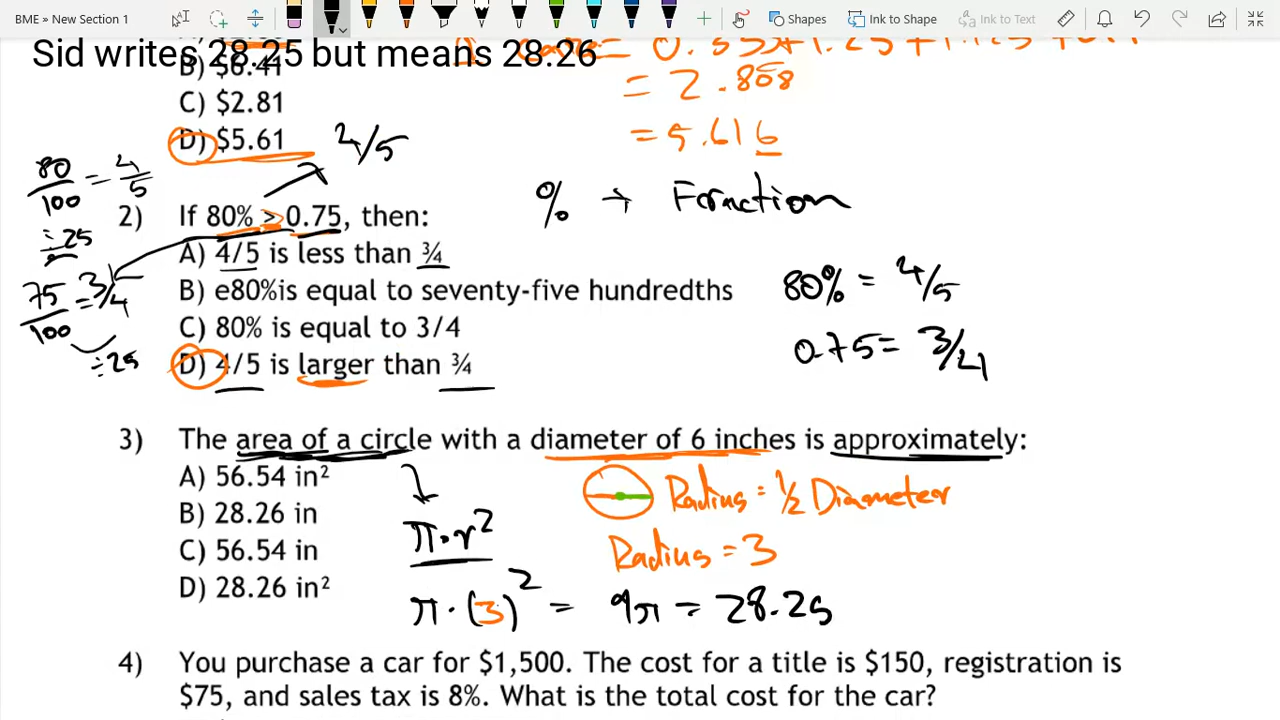 BME » New Section 1
Shapes
Ink to Shape
Ink to Text
Sid writes 28.25 but means 28.26
B) $6.41
C) $2.81
D) $5.61
= 2.808
= 5.616
4/5
80/100 = 4/5
÷25
75/100 = 3/4
÷25
% → Fraction
2) If 80% > 0.75, then:
A) 4/5 is less than ¾
B) e80%is equal to seventy-five hundredths
C) 80% is equal to 3/4
D) 4/5 is larger than ¾
80% = 4/5
0.75 = 3/4
3) The area of a circle with a diameter of 6 inches is approximately:
A) 56.54 in²
B) 28.26 in
C) 56.54 in
D) 28.26 in²
π·r²
Radius = 1/2 Diameter
Radius = 3
π·(3)² = 9π = 28.25
4) You purchase a car for $1,500. The cost for a title is $150, registration is
$75, and sales tax is 8%. What is the total cost for the car?